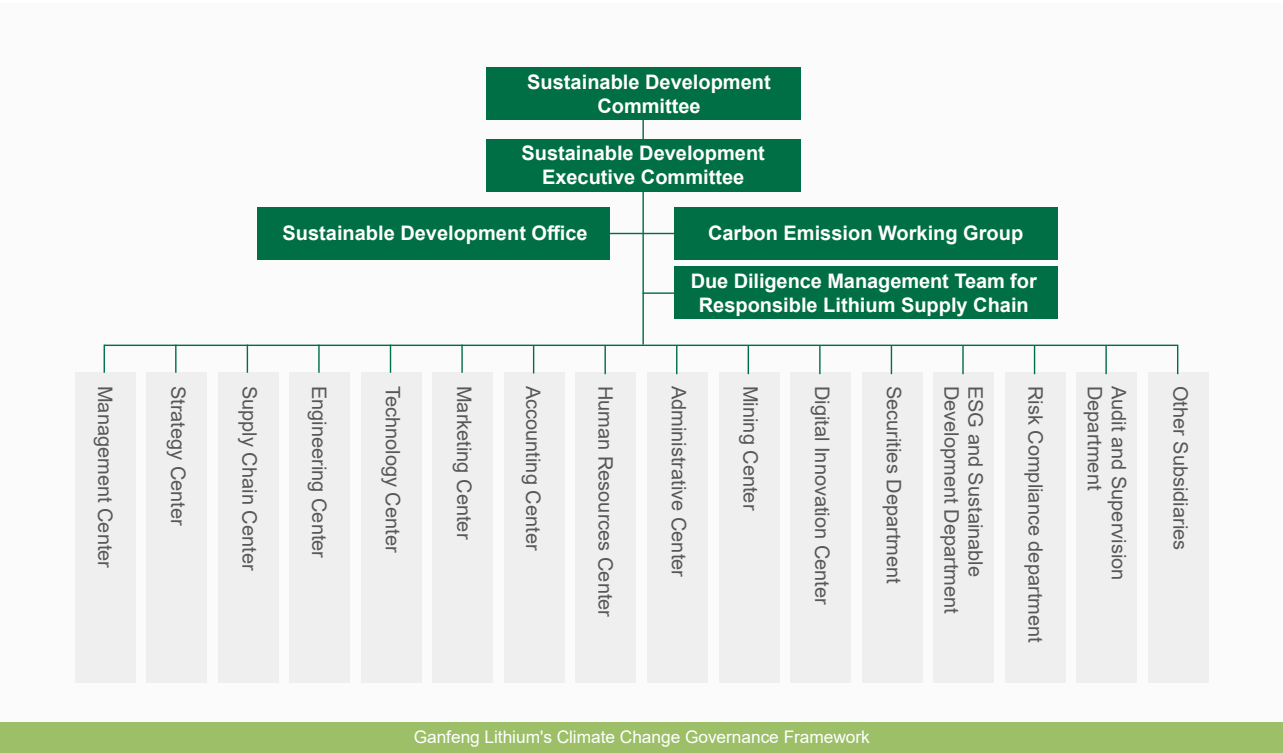 Sustainable Development
Committee
Sustainable Development
Executive Committee
Sustainable Development Office
Carbon Emission Working Group
Due Diligence Management Team for
Responsible Lithium Supply Chain
Management Center
Strategy Center
Supply Chain Center
Engineering Center
Technology Center
Marketing Center
Accounting Center
Human Resources Center
Administrative Center
Mining Center
Digital Innovation Center
Securities Department
ESG and Sustainable
Development Department
Risk Compliance department
Audit and Supervision
Department
Other Subsidiaries
Ganfeng Lithium's Climate Change Governance Framework